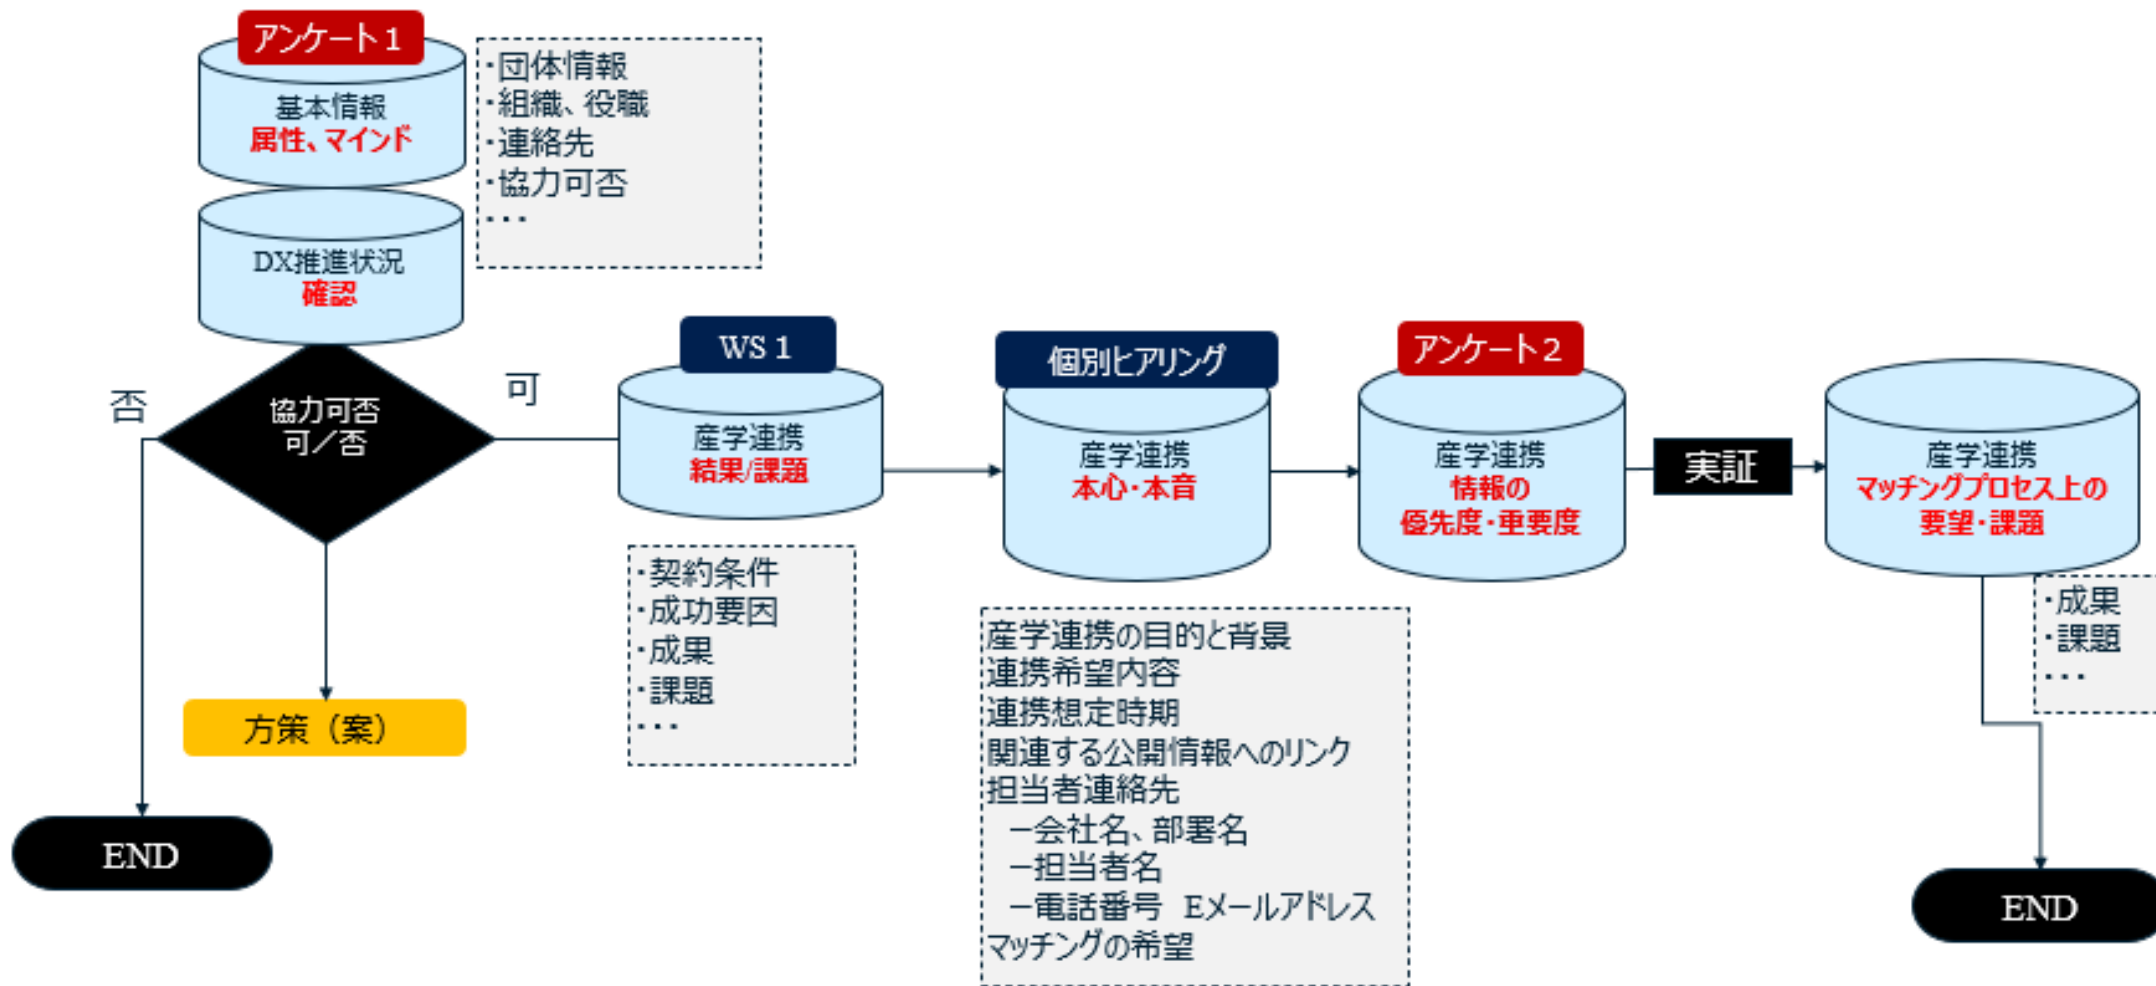 アンケート１
基本情報
属性、マインド
・団体情報
・組織、役職
・連絡先
・協力可否
・・・
DX推進状況
確認
否
協力可否
可／否
可
方策（案）
END
WS 1
産学連携
結果/課題
・契約条件
・成功要因
・成果
・課題
・・・
個別ヒアリング
産学連携
本心・本音
産学連携の目的と背景
連携希望内容
連携想定時期
関連する公開情報へのリンク
担当者連絡先
－会社名、部署名
－担当者名
－電話番号　Eメールアドレス
マッチングの希望
アンケート２
産学連携
情報の
優先度・重要度
実証
産学連携
マッチングプロセス上の
要望・課題
・成果
・課題
・・・
END